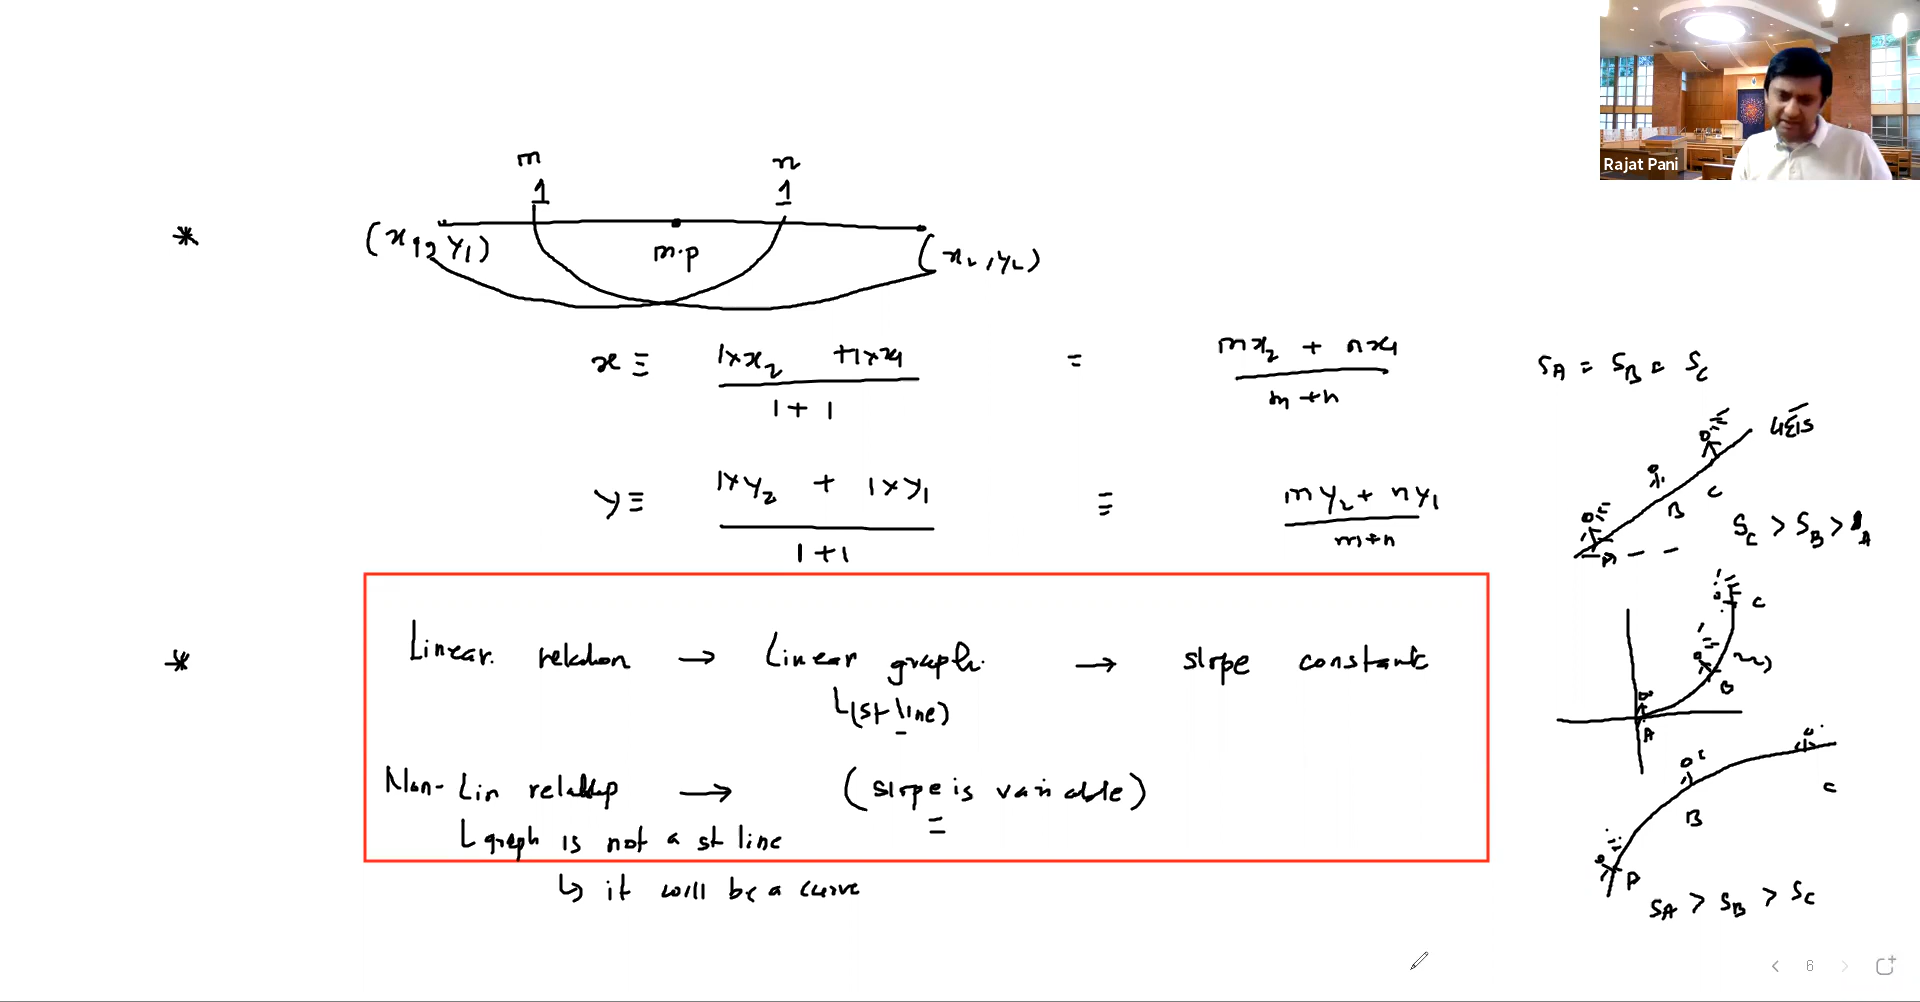 Rajat Pani
m n
1 1
*
(x1, y1) m.p (x2, y2)
x ≡ 1×x2 + 1×x1 / 1 + 1 = mx2 + nx1 / m + n
y ≡ 1×y2 + 1×y1 / 1 + 1 ≡ my2 + ny1 / m + n
*
Linear relation → Linear graph → slope constant
(st line)
Non-Lin → (slope is variable)
graph is not a st line
↳ it will be a curve
SA = SB = SC
B C
SC > SB > SA
C
B
A
B C
A
SA > SB > SC
6